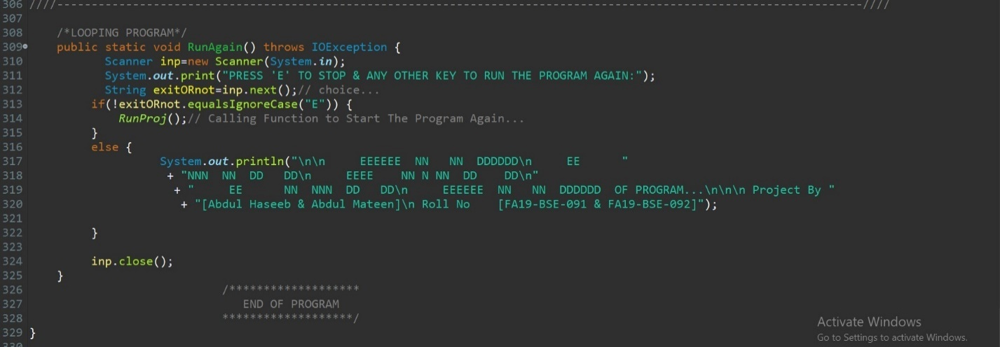 306 ////----------------------------------------------------------------------------------------------------------------------////
307
308     /*LOOPING PROGRAM*/
309     public static void RunAgain() throws IOException {
310            Scanner inp=new Scanner(System.in);
311            System.out.print("PRESS 'E' TO STOP & ANY OTHER KEY TO RUN THE PROGRAM AGAIN:");
312            String exitORnot=inp.next();// choice...
313          if(!exitORnot.equalsIgnoreCase("E")) {
314              RunProj();// Calling Function to Start The Program Again...
315          }
316          else {
317                    System.out.println("\n\n     EEEEEE  NN   NN  DDDDDD\n     EE      "
318                     + "NNN  NN  DD   DD\n     EEEE    NN N NN  DD    DD\n"
319                      + "     EE      NN  NNN  DD   DD\n     EEEEEE  NN   NN  DDDDDD  OF PROGRAM...\n\n\n Project By "
320                       + "[Abdul Haseeb & Abdul Mateen]\n Roll No    [FA19-BSE-091 & FA19-BSE-092]");
321
322          }
323
324          inp.close();
325     }
326                             /*******************
327                                END OF PROGRAM
328                             *******************/
329 }
330
Activate Windows
Go to Settings to activate Windows.